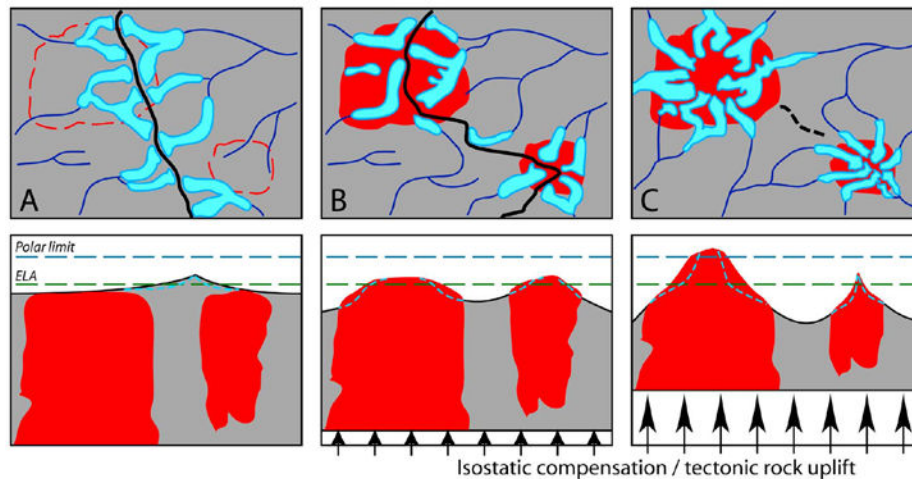 A
B
C
Polar limit
ELA
Isostatic compensation / tectonic rock uplift